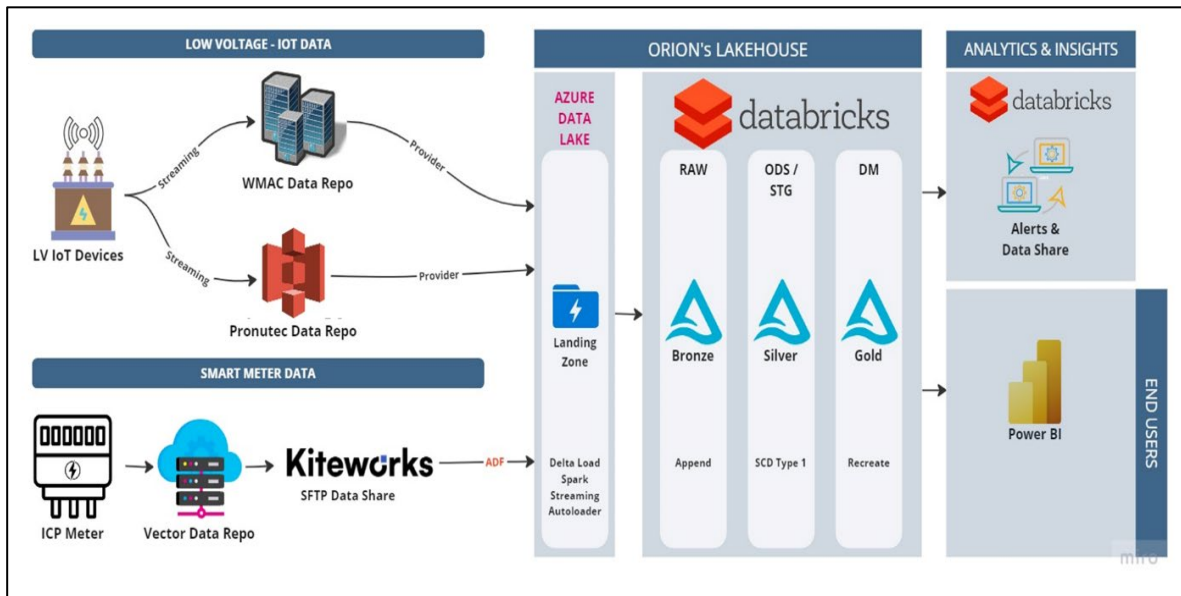 LOW VOLTAGE - IOT DATA
LV IoT Devices
Streaming
Streaming
WMAC Data Repo
Pronutec Data Repo
Provider
Provider
SMART METER DATA
ICP Meter
Vector Data Repo
Kiteworks
SFTP Data Share
ADF
ORION's LAKEHOUSE
AZURE
DATA
LAKE
Landing
Zone
Delta Load
Spark
Streaming
Autoloader
databricks
RAW
Bronze
Append
ODS /
STG
Silver
SCD Type 1
DM
Gold
Recreate
ANALYTICS & INSIGHTS
databricks
Alerts &
Data Share
Power BI
END USERS
miro